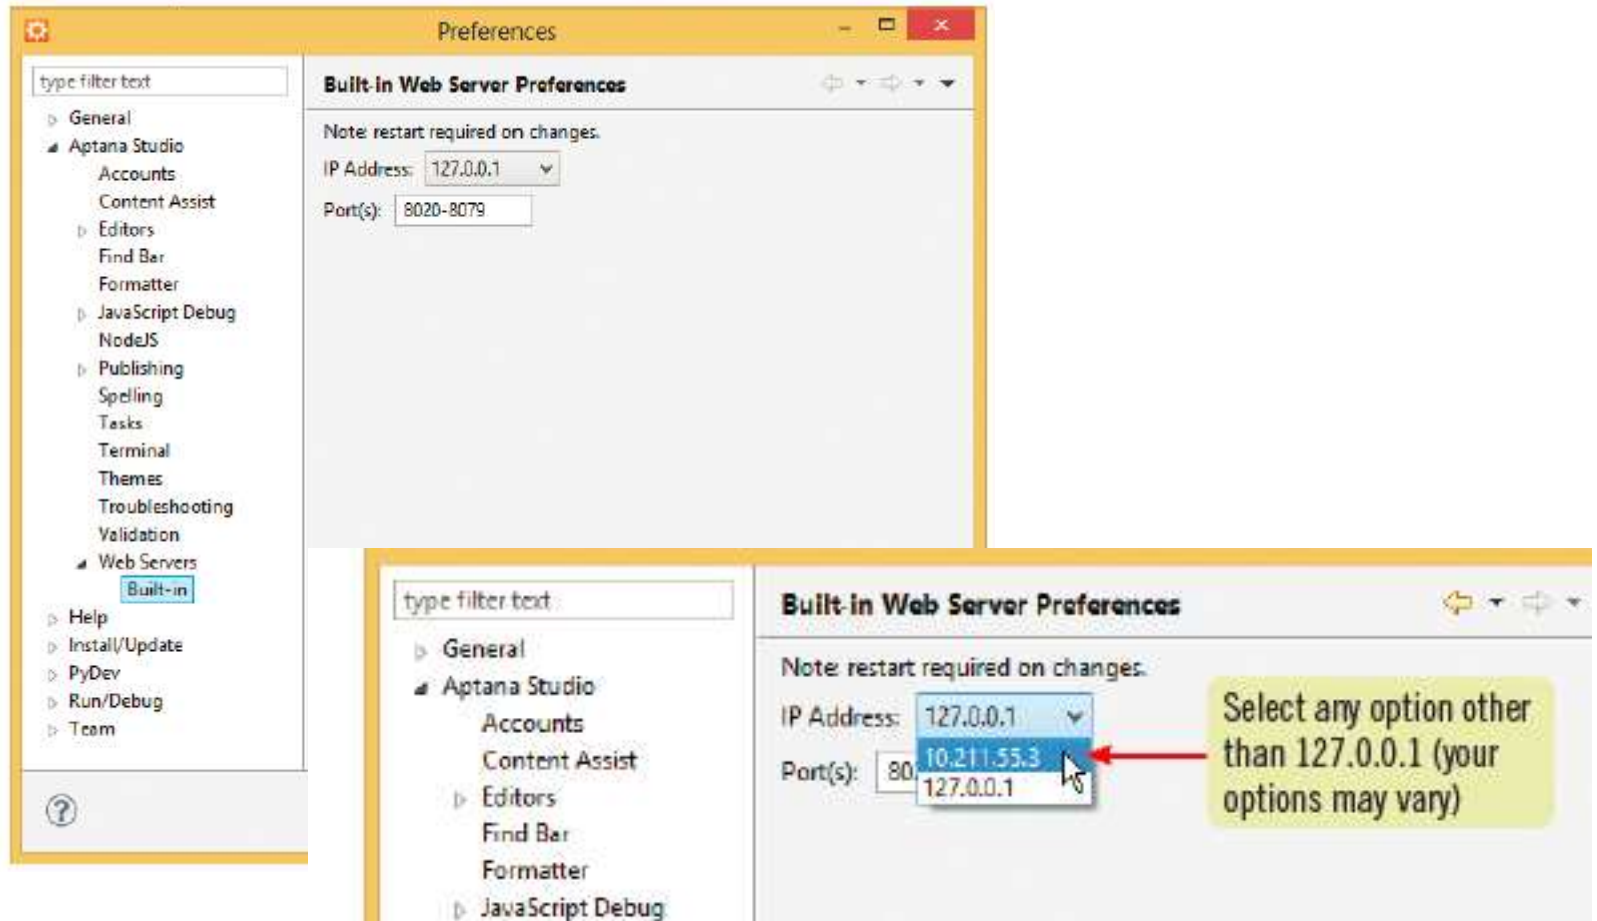 Preferences
type filter text
General
Aptana Studio
Accounts
Content Assist
Editors
Find Bar
Formatter
JavaScript Debug
NodeJS
Publishing
Spelling
Tasks
Terminal
Themes
Troubleshooting
Validation
Web Servers
Built-in
Help
Install/Update
PyDev
Run/Debug
Team
Built-in Web Server Preferences
Note: restart required on changes.
IP Address: 127.0.0.1
Port(s): 8020-8079
type filter text
General
Aptana Studio
Accounts
Content Assist
Editors
Find Bar
Formatter
JavaScript Debug
Built-in Web Server Preferences
Note: restart required on changes.
IP Address: 127.0.0.1
10.211.55.3
Port(s): 80
127.0.0.1
Select any option other
than 127.0.0.1 (your
options may vary)